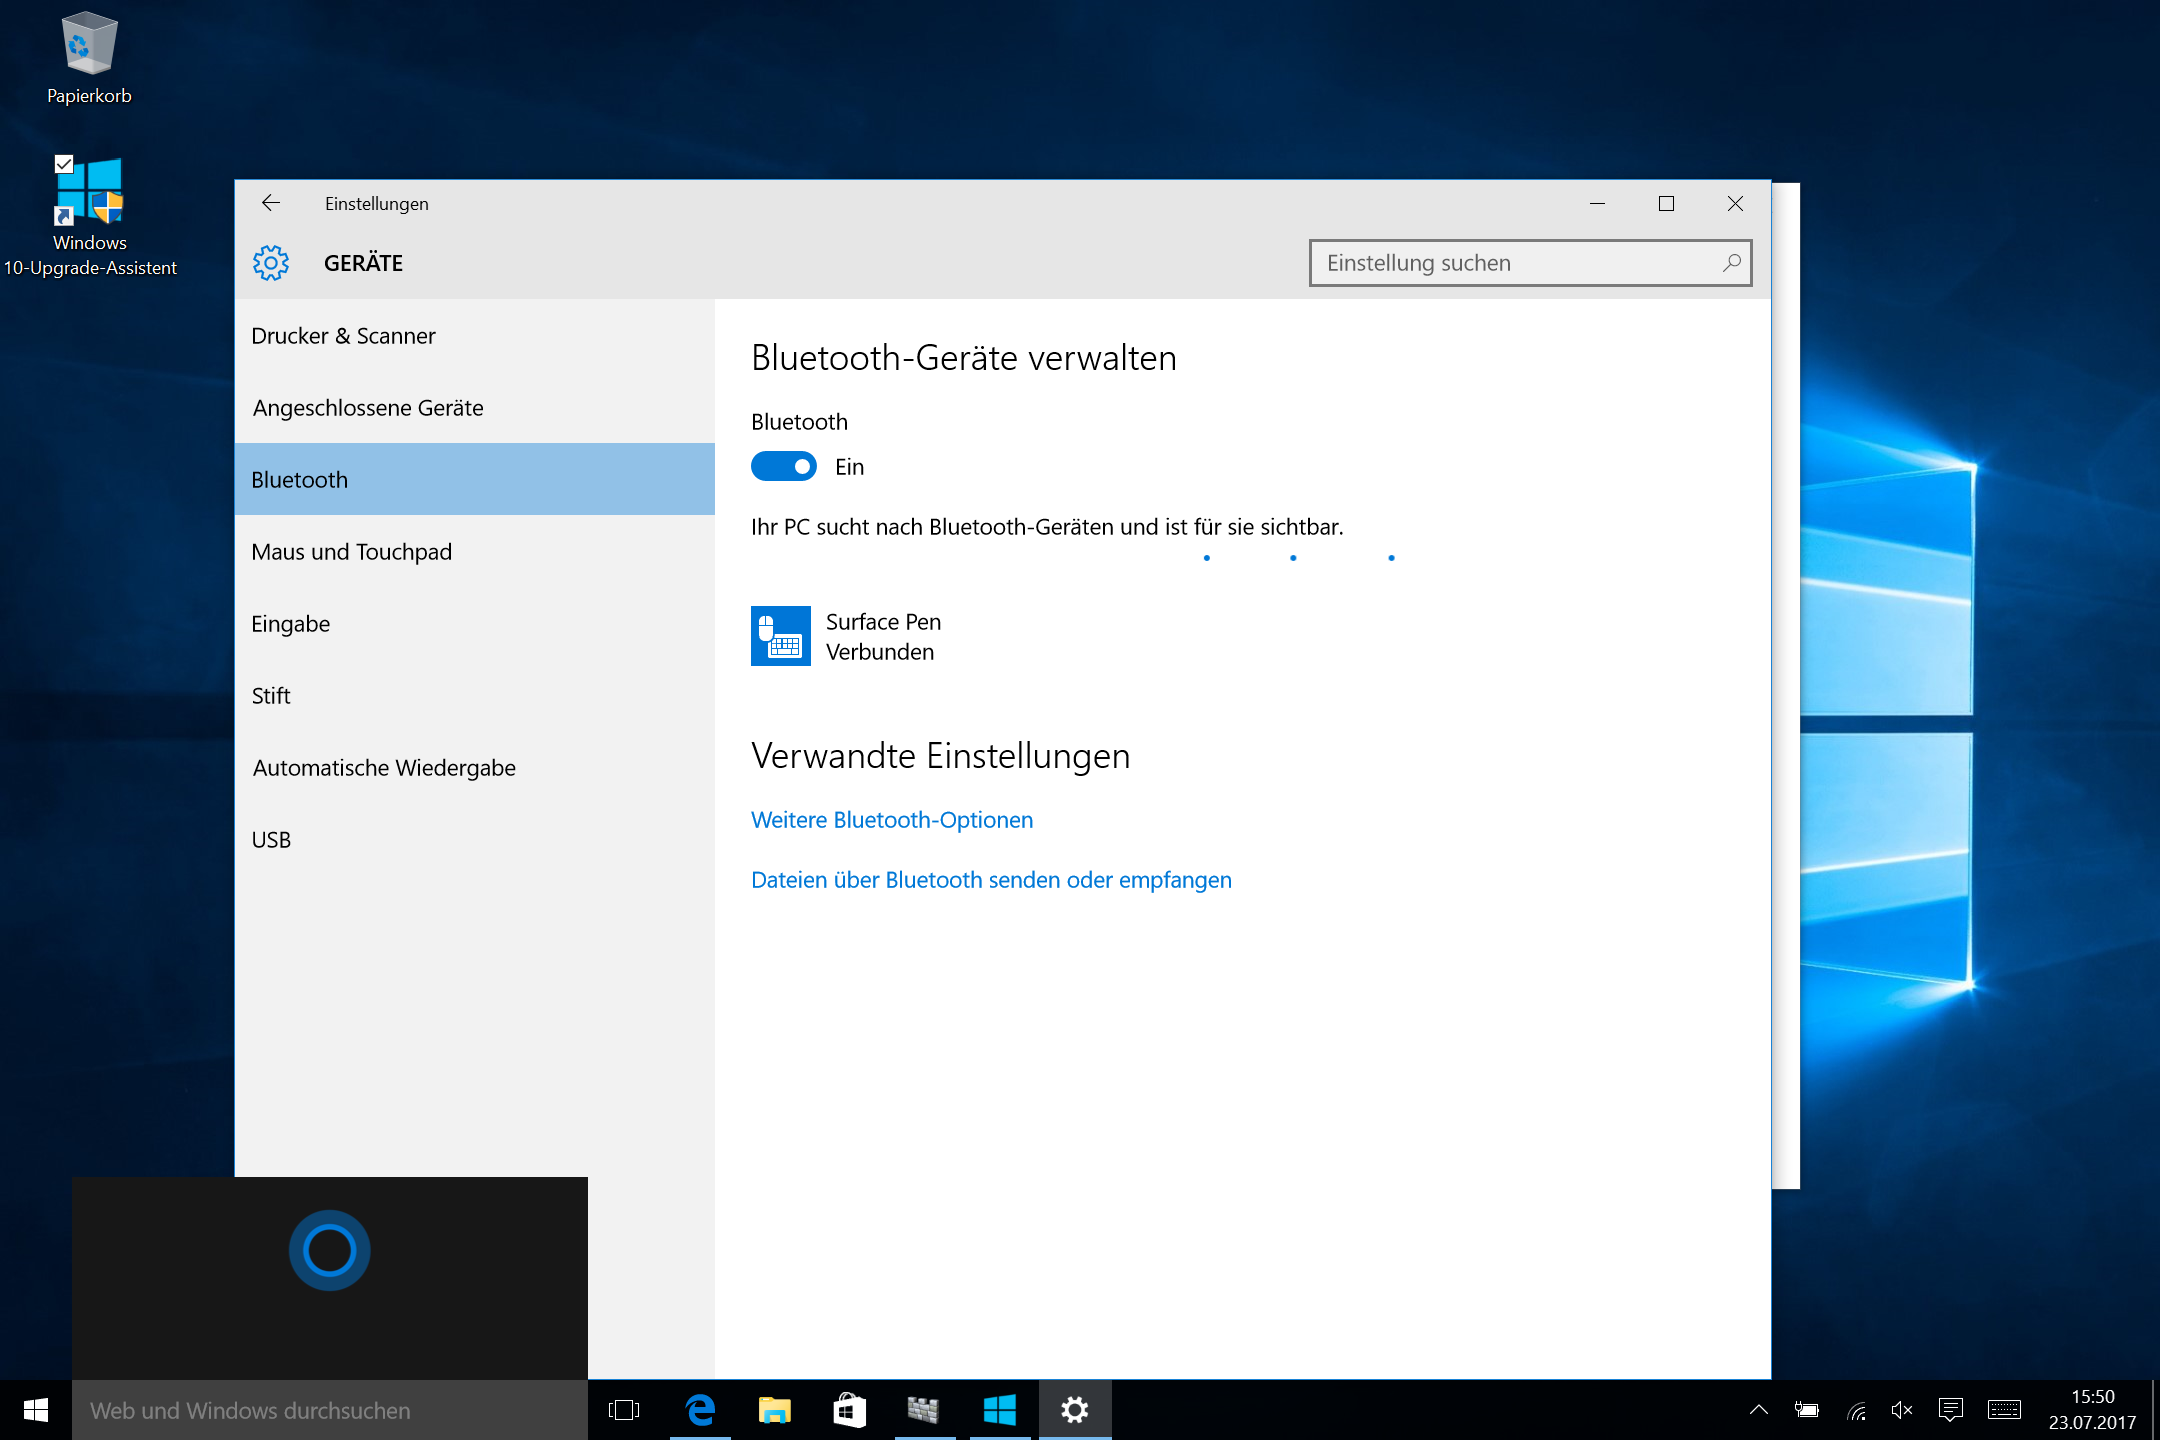 Papierkorb
Windows
10-Upgrade-Assistent
Einstellungen
GERÄTE
Einstellung suchen
Drucker & Scanner
Angeschlossene Geräte
Bluetooth
Maus und Touchpad
Eingabe
Stift
Automatische Wiedergabe
USB
Bluetooth-Geräte verwalten
Bluetooth
Ein
Ihr PC sucht nach Bluetooth-Geräten und ist für sie sichtbar.
Surface Pen
Verbunden
Verwandte Einstellungen
Weitere Bluetooth-Optionen
Dateien über Bluetooth senden oder empfangen
Web und Windows durchsuchen
15:50
23.07.2017